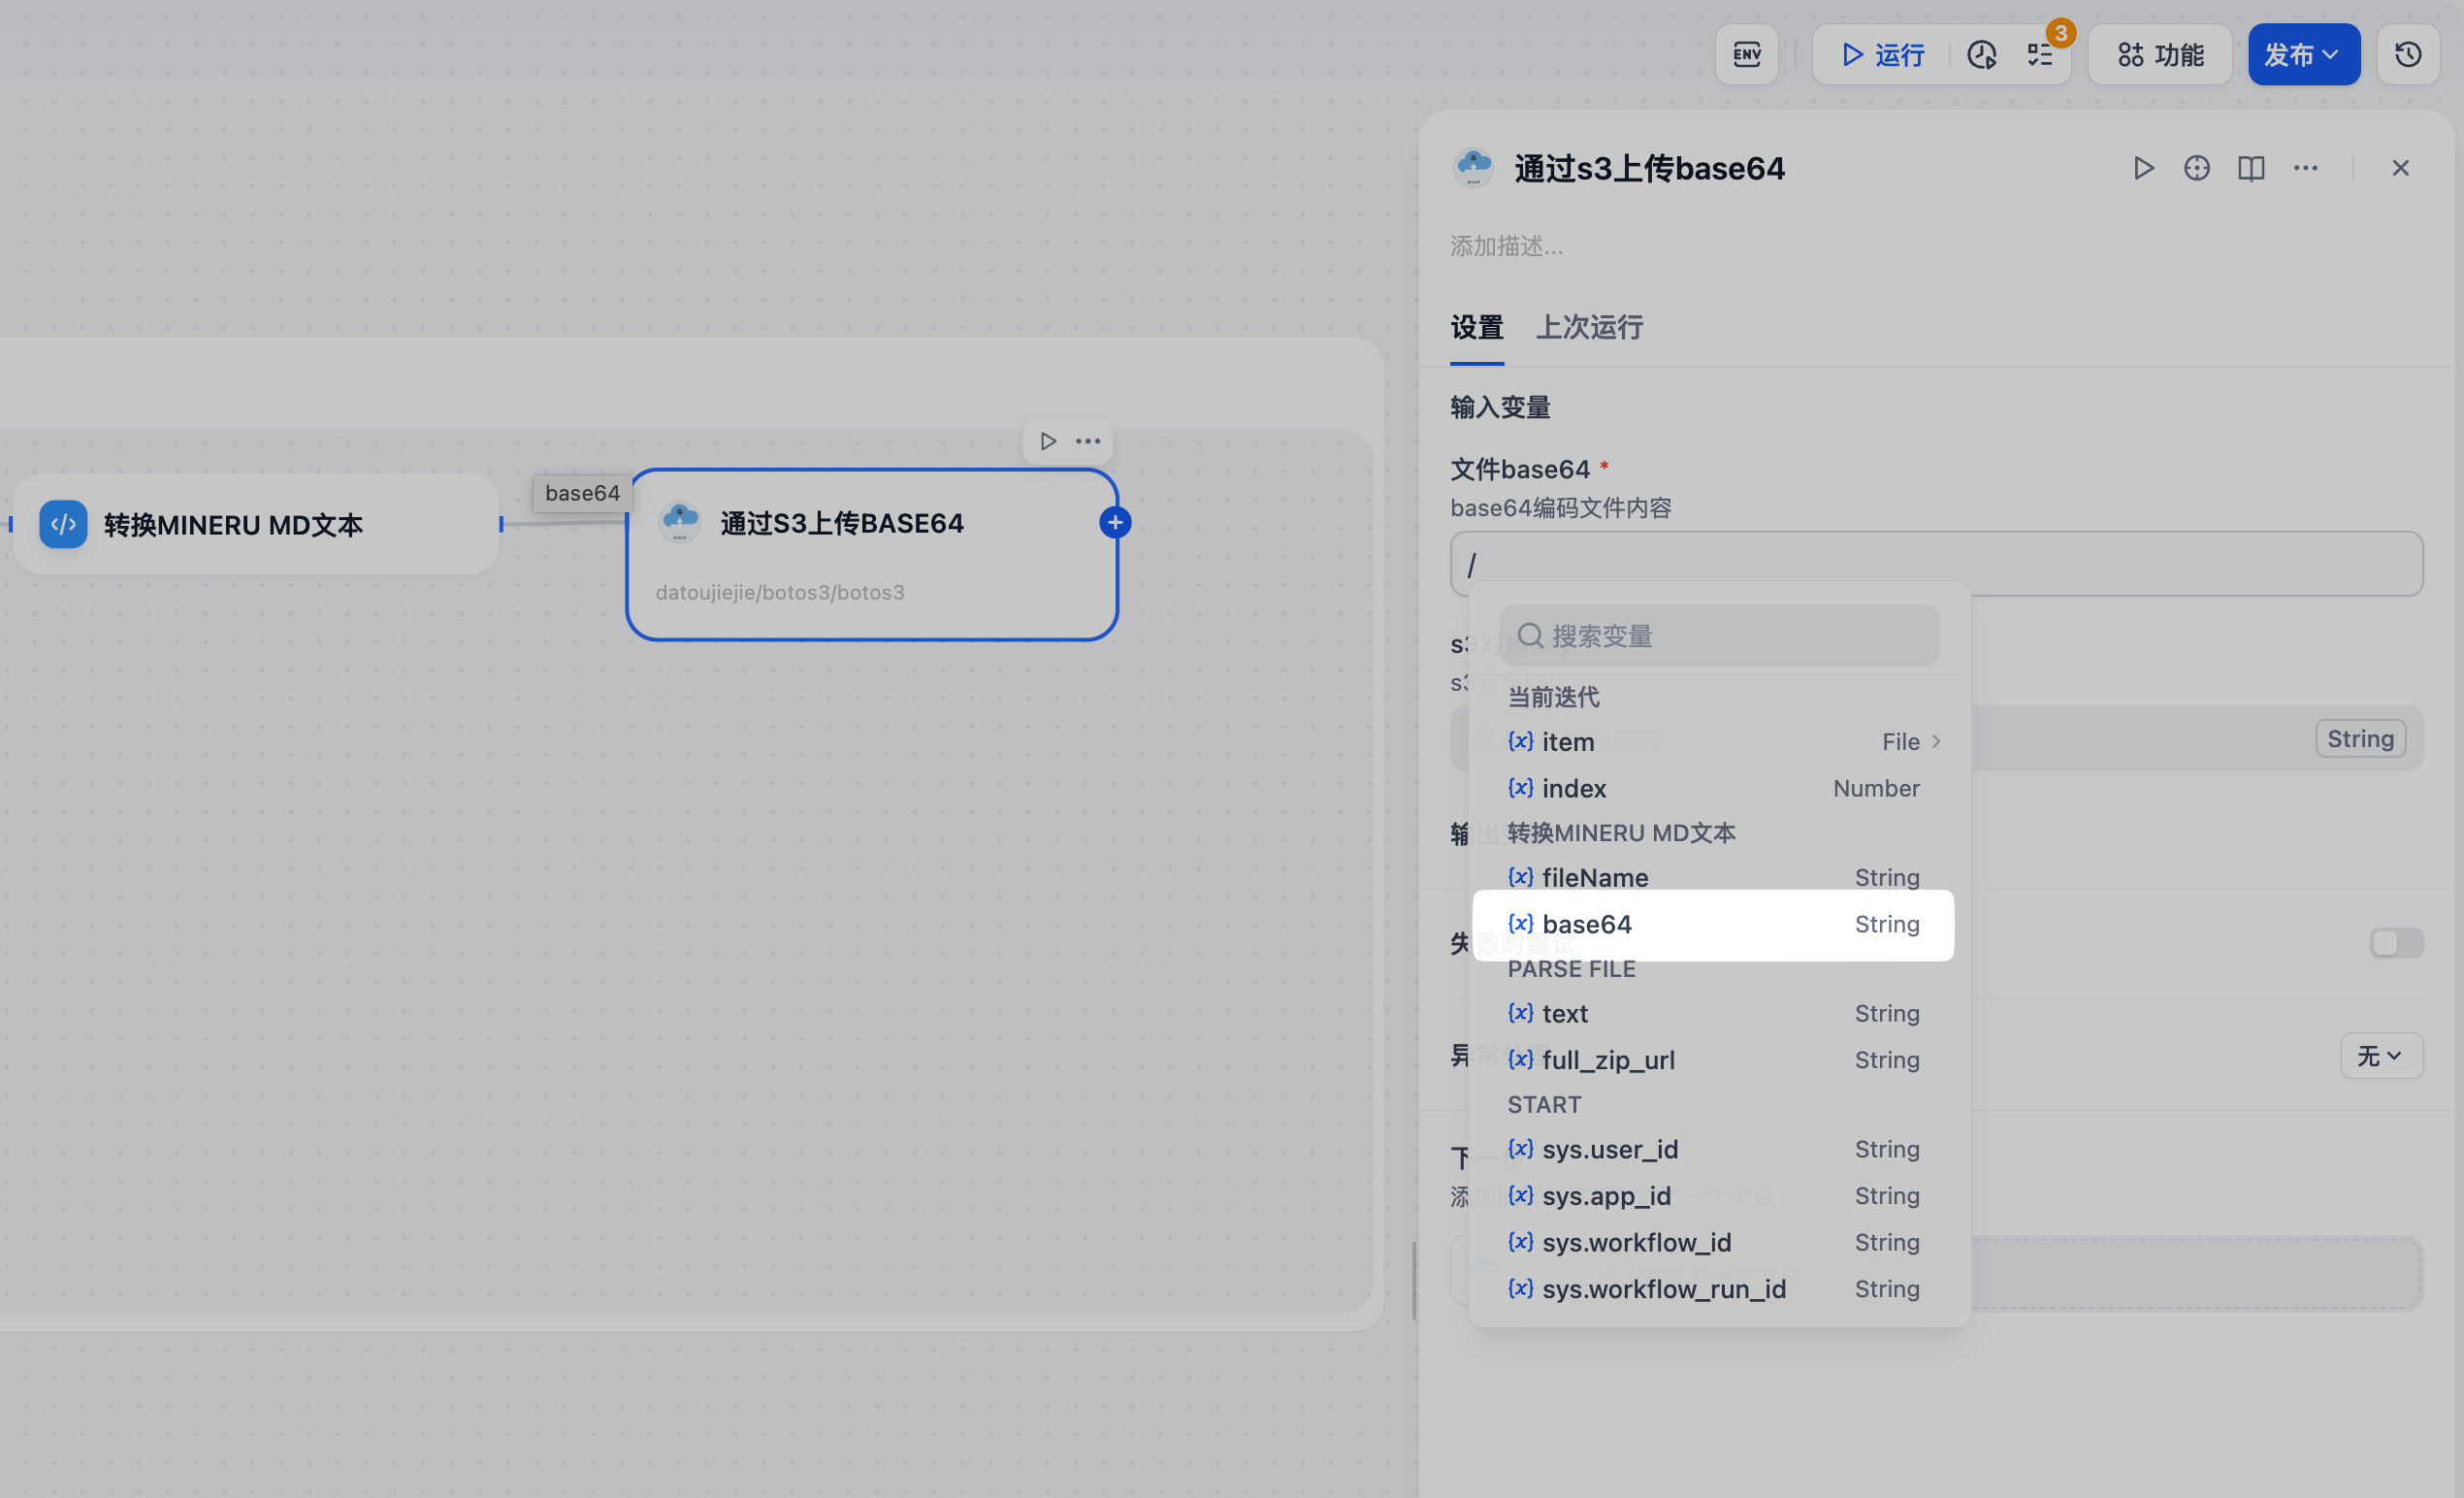 ENV
运行
3
功能
发布
通过s3上传base64
添加描述...
设置
上次运行
输入变量
文件base64 *
base64编码文件内容
/
搜索变量
当前迭代
{x} item File
{x} index Number
转换MINERU MD文本
{x} fileName String
{x} base64 String
PARSE FILE
{x} text String
{x} full_zip_url String
START
{x} sys.user_id String
{x} sys.app_id String
{x} sys.workflow_id String
{x} sys.workflow_run_id String
String
失败时重试
无
转换MINERU MD文本
base64
通过S3上传BASE64
datoujiejie/botos3/botos3